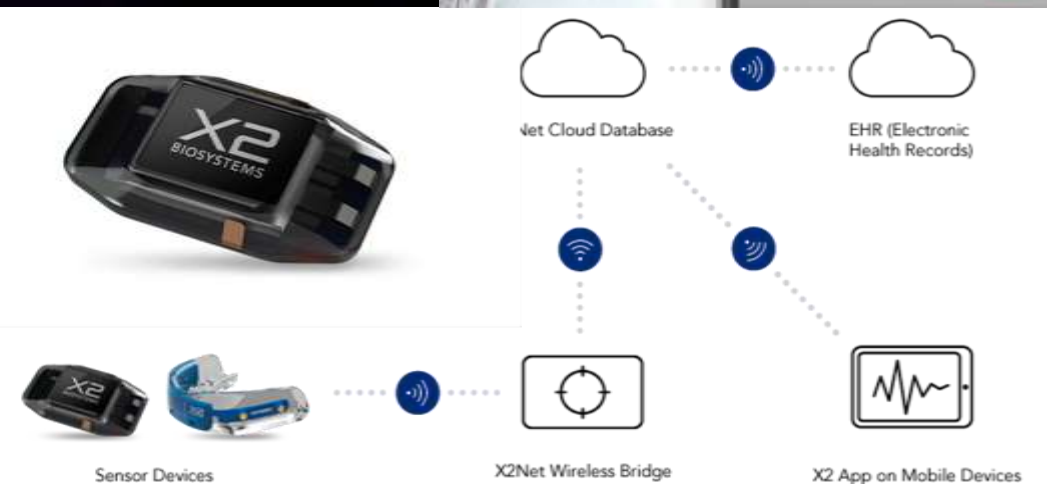 X2
BIOSYSTEMS
Net Cloud Database
EHR (Electronic
Health Records)
X2
Sensor Devices
X2Net Wireless Bridge
X2 App on Mobile Devices